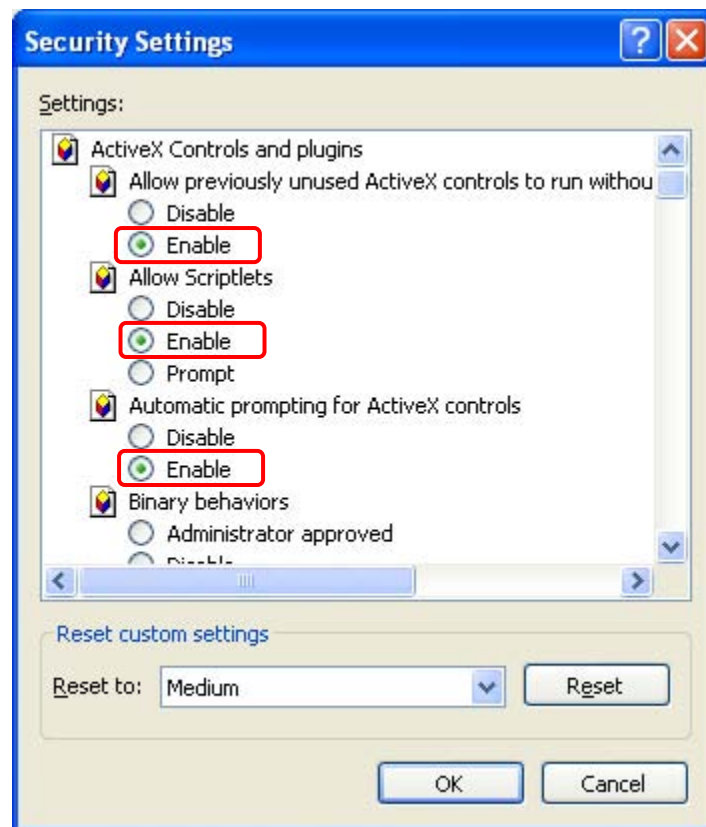 Security Settings
Settings:
ActiveX Controls and plugins
Allow previously unused ActiveX controls to run withou
Disable
Enable
Allow Scriptlets
Disable
Enable
Prompt
Automatic prompting for ActiveX controls
Disable
Enable
Binary behaviors
Administrator approved
Disable
Reset custom settings
Reset to: Medium Reset
OK Cancel